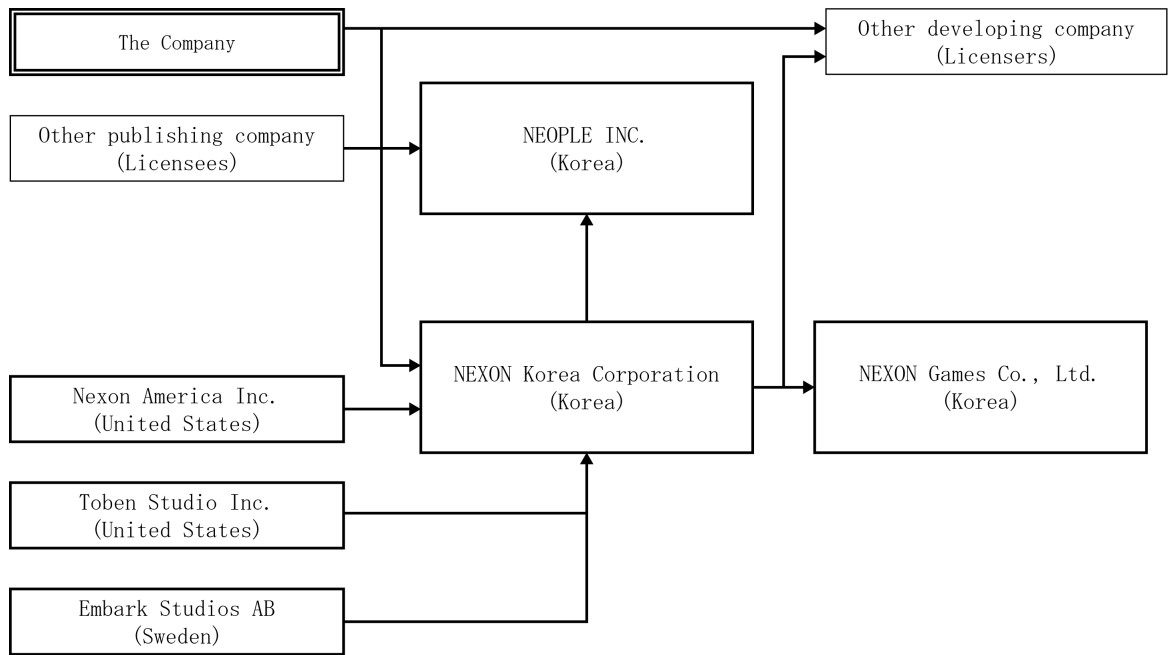 The Company
Other developing company
(Licensers)
Other publishing company
(Licensees)
NEOPLE INC.
(Korea)
NEXON Korea Corporation
(Korea)
NEXON Games Co., Ltd.
(Korea)
Nexon America Inc.
(United States)
Toben Studio Inc.
(United States)
Embark Studios AB
(Sweden)